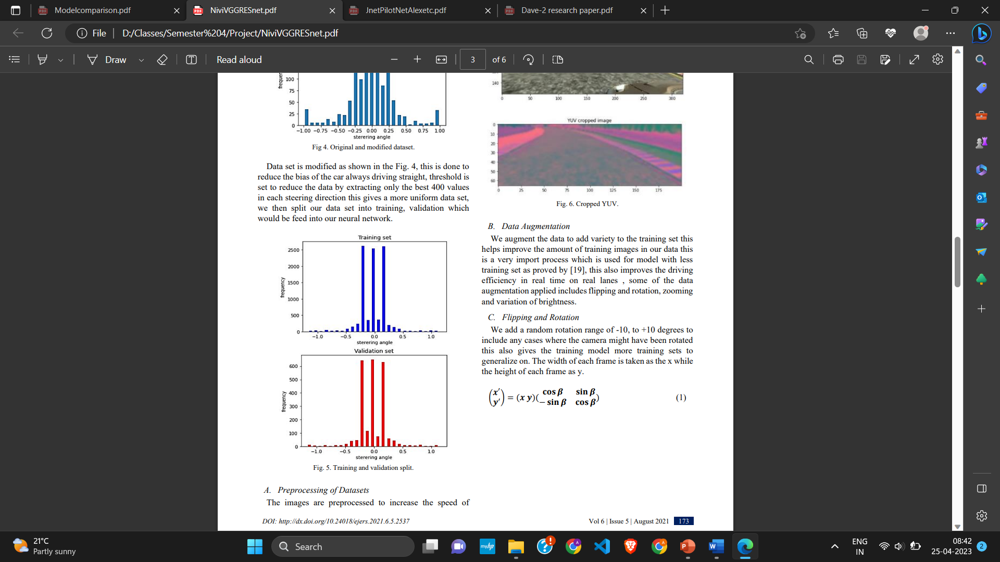 Modelcomparison.pdf
NiviVGGRESnet.pdf
JnetPilotNetAlexetc.pdf
Dave-2 research paper.pdf
File
D:/Classes/Semester%204/Project/NiviVGGRESnet.pdf
Draw
Read aloud
3
of 6
100
75
50
25
0
−1.00 −0.75 −0.50 −0.25 0.00 0.25 0.50 0.75 1.00
sterering angle
Fig 4. Original and modified dataset.
Data set is modified as shown in the Fig. 4, this is done to
reduce the bias of the car always driving straight, threshold is
set to reduce the data by extracting only the best 400 values
in each steering direction this gives a more uniform data set,
we then split our data set into training, validation which
would be feed into our neural network.
Training set
frequency
2500
2000
1500
1000
500
0
−1.0 −0.5 0.0 0.5 1.0
sterering angle
Validation set
frequency
600
500
400
300
200
100
0
−1.0 −0.5 0.0 0.5 1.0
sterering angle
Fig. 5. Training and validation split.
A. Preprocessing of Datasets
The images are preprocessed to increase the speed of
140
0 50 100 150 200 250 300
YUV cropped image
0
10
20
30
40
50
60
0 25 50 75 100 125 150 175
Fig. 6. Cropped YUV.
B. Data Augmentation
We augment the data to add variety to the training set this
helps improve the amount of training images in our data this
is a very import process which is used for model with less
training set as proved by [19], this also improves the driving
efficiency in real time on real lanes , some of the data
augmentation applied includes flipping and rotation, zooming
and variation of brightness.
C. Flipping and Rotation
We add a random rotation range of -10, to +10 degrees to
include any cases where the camera might have been rotated
this also gives the training model more training sets to
generalize on. The width of each frame is taken as the x while
the height of each frame as y.
(x′ y′) = (x y)(cos β sin β − sin β cos β) (1)
DOI: http://dx.doi.org/10.24018/ejers.2021.6.5.2537
Vol 6 | Issue 5 | August 2021 173
21°C
Partly sunny
Search
myhp
ENG
IN
08:42
25-04-2023
2